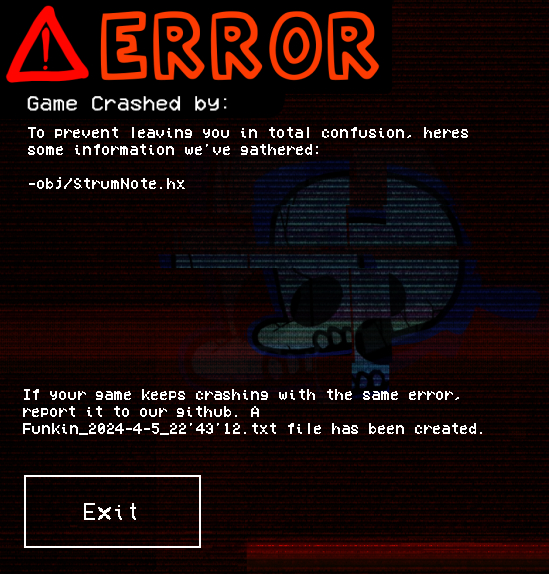 ERROR
Game Crashed by:
To prevent leaving you in total confusion, heres
some information we've gathered:
-obj/StrumNote.hx
If your game keeps crashing with the same error,
report it to our github. A
Funkin_2024-4-5_22'43'12.txt file has been created.
Exit